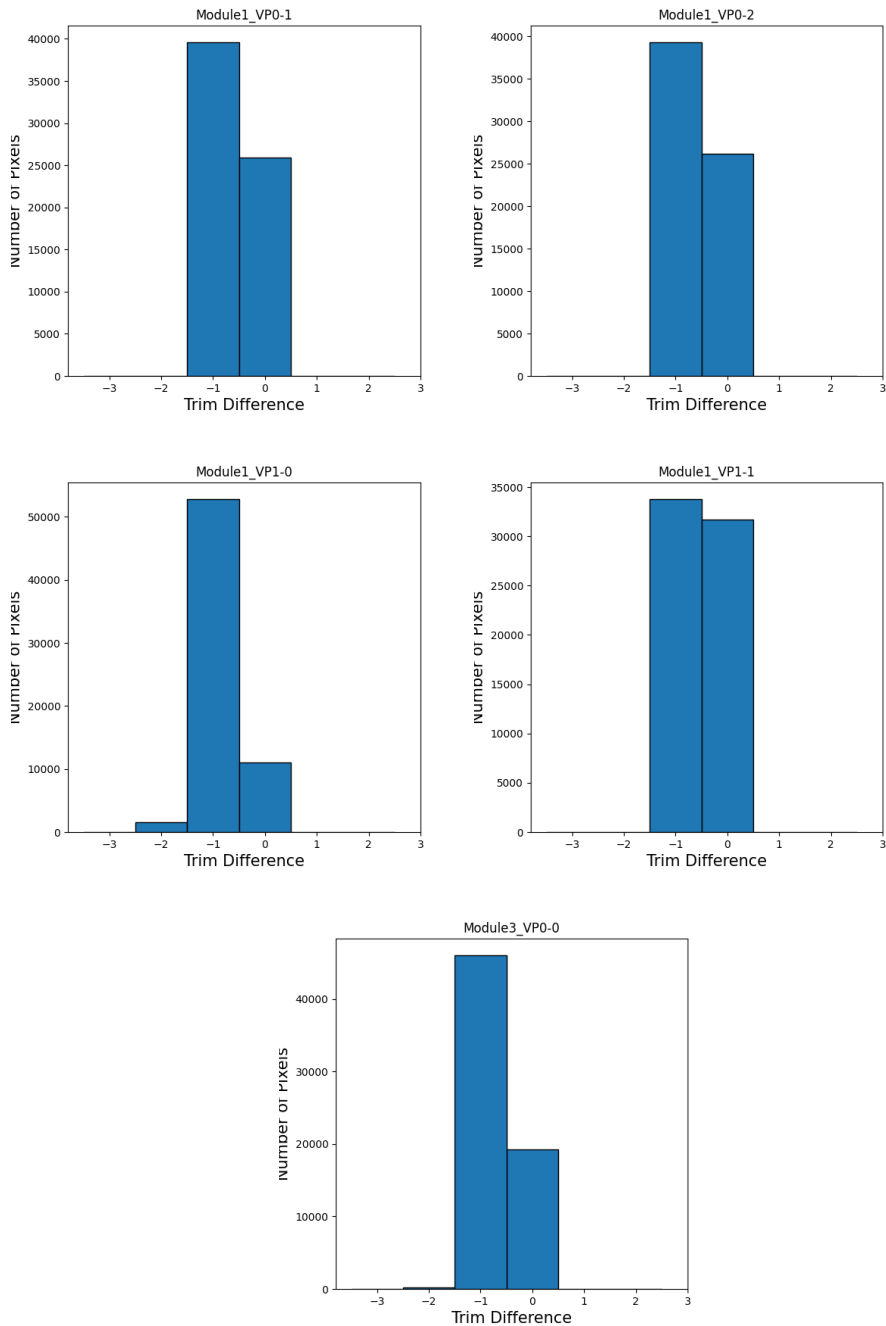 Module1_VP0-1
40000
35000
30000
25000
20000
15000
10000
5000
0
Number of Pixels
−3 −2 −1 0 1 2 3
Trim Difference
Module1_VP0-2
40000
35000
30000
25000
20000
15000
10000
5000
0
Number of Pixels
−3 −2 −1 0 1 2 3
Trim Difference
Module1_VP1-0
50000
40000
30000
20000
10000
0
Number of Pixels
−3 −2 −1 0 1 2 3
Trim Difference
Module1_VP1-1
35000
30000
25000
20000
15000
10000
5000
0
Number of Pixels
−3 −2 −1 0 1 2 3
Trim Difference
Module3_VP0-0
40000
30000
20000
10000
0
Number of Pixels
−3 −2 −1 0 1 2 3
Trim Difference